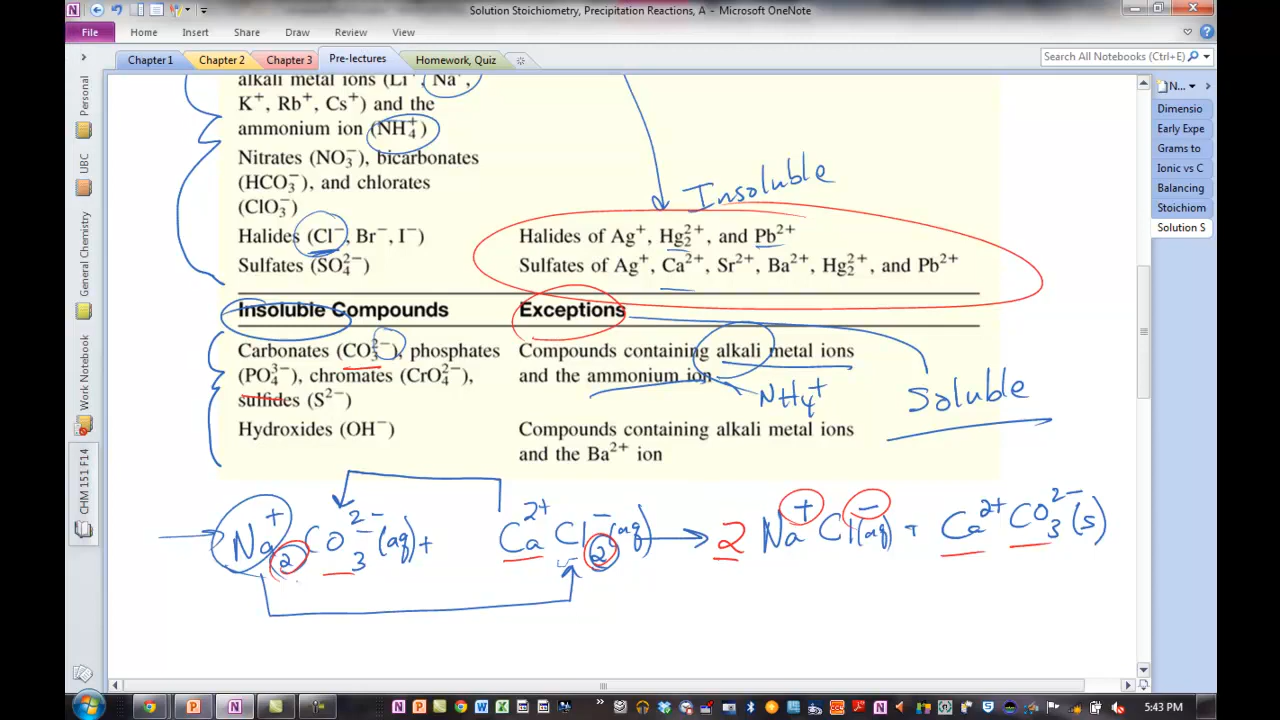 Solution Stoichiometry, Precipitation Reactions, A - Microsoft OneNote
File Home Insert Share Draw Review View
Chapter 1 Chapter 2 Chapter 3 Pre-lectures Homework, Quiz
Search All Notebooks (Ctrl+E)
Personal
UBC
General Chemistry
Work Notebook
CHM 151 F14
N...
Dimensio
Early Expe
Grams to
Ionic vs C
Balancing
Stoichiom
Solution S
alkali metal ions (Li⁺, Na⁺,
K⁺, Rb⁺, Cs⁺) and the
ammonium ion (NH₄⁺)
Nitrates (NO₃⁻), bicarbonates
(HCO₃⁻), and chlorates
(ClO₃⁻)
Insoluble
Halides (Cl⁻, Br⁻, I⁻) Halides of Ag⁺, Hg₂²⁺, and Pb²⁺
Sulfates (SO₄²⁻) Sulfates of Ag⁺, Ca²⁺, Sr²⁺, Ba²⁺, Hg₂²⁺, and Pb²⁺
Insoluble Compounds Exceptions
Carbonates (CO₃²⁻), phosphates Compounds containing alkali metal ions
(PO₄³⁻), chromates (CrO₄²⁻), and the ammonium ion
sulfides (S²⁻)
NH₄⁺
Soluble
Hydroxides (OH⁻) Compounds containing alkali metal ions
and the Ba²⁺ ion
Na⁺₂CO₃²⁻(aq) + Ca²⁺Cl⁻₂(aq) → 2 Na⁺Cl⁻(aq) + Ca²⁺CO₃²⁻(s)
5:43 PM